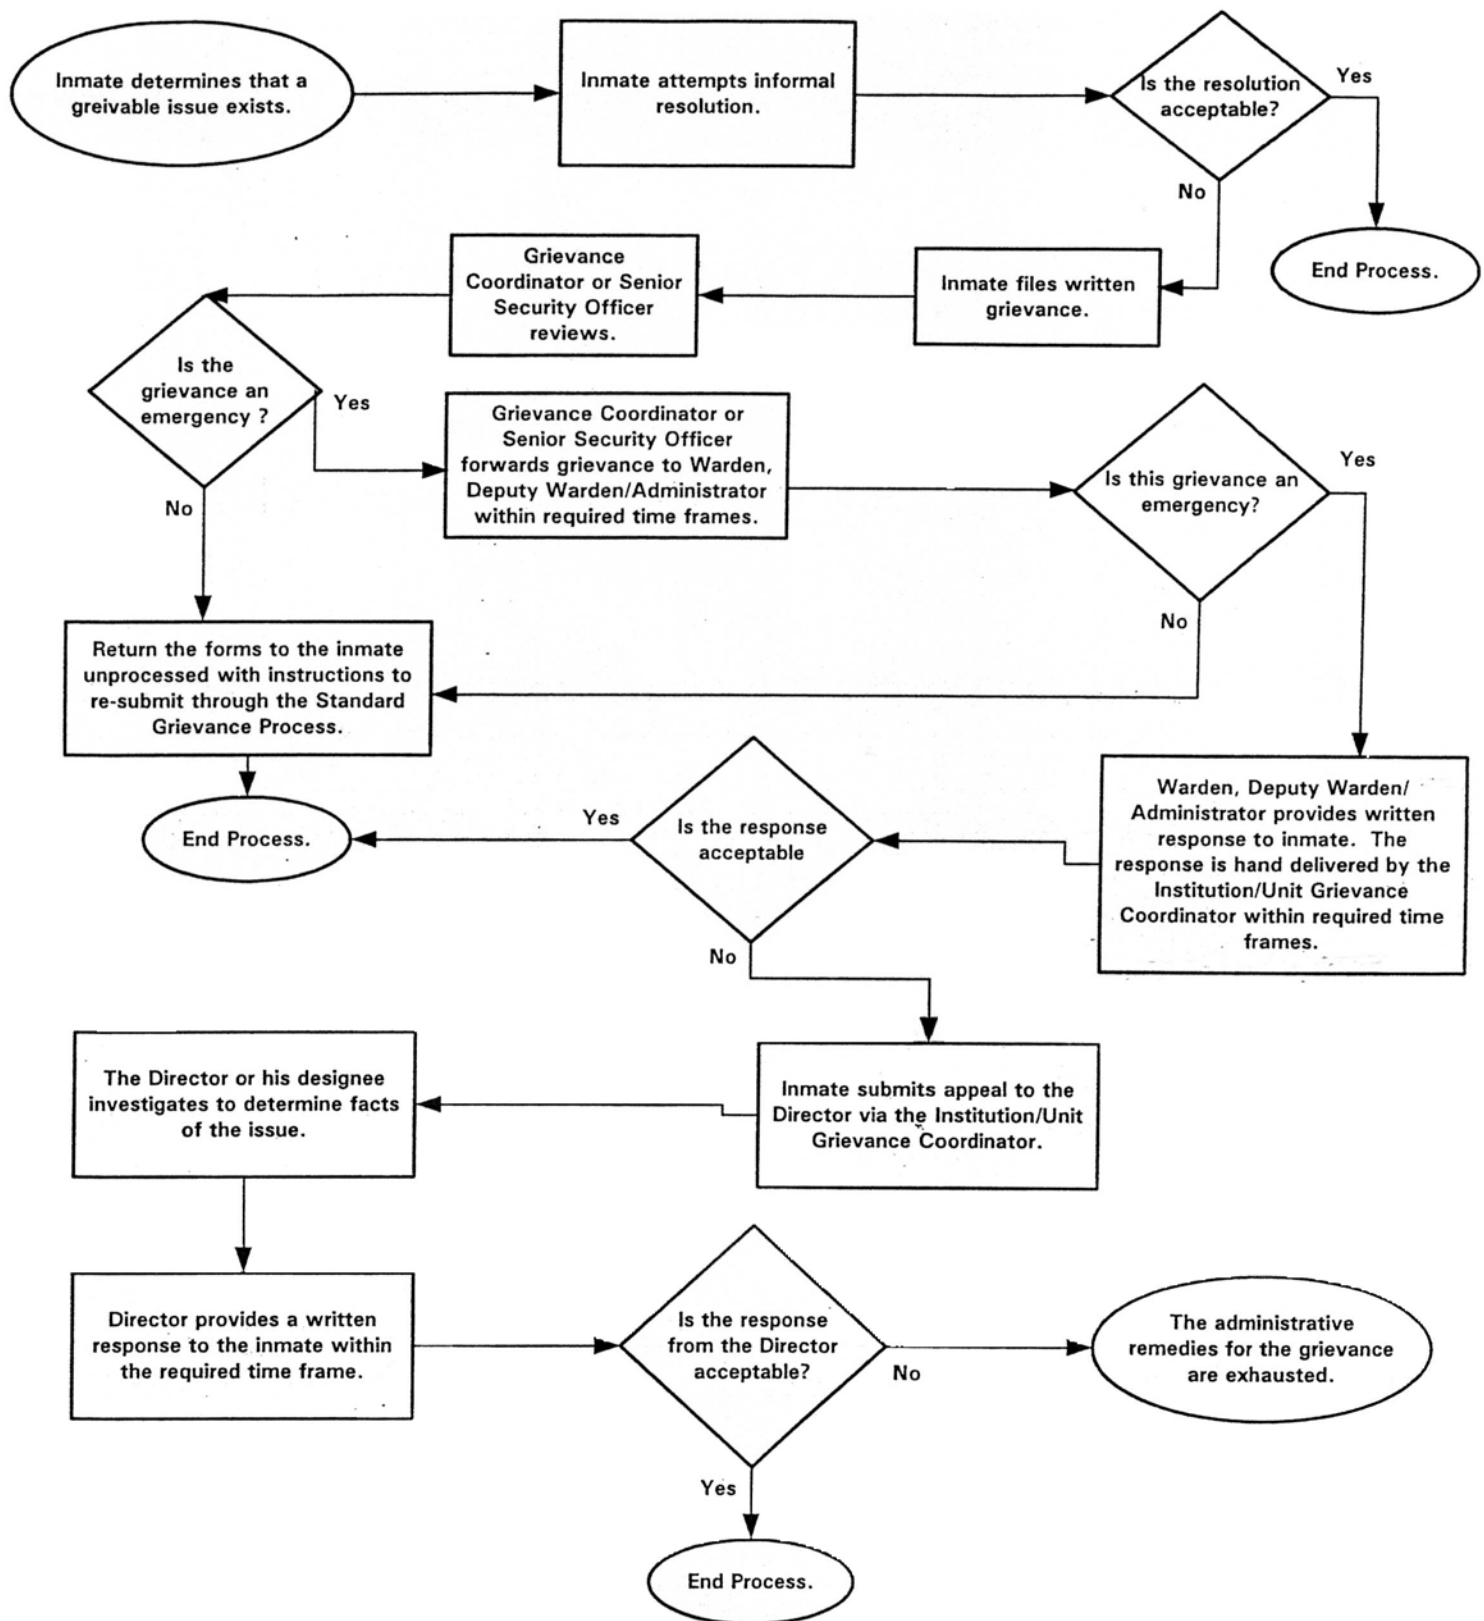 Inmate determines that a
greivable issue exists.
Inmate attempts informal
resolution.
Is the resolution
acceptable?
Yes
No
End Process.
Inmate files written
grievance.
Grievance
Coordinator or Senior
Security Officer
reviews.
Is the
grievance an
emergency ?
Yes
No
Grievance Coordinator or
Senior Security Officer
forwards grievance to Warden,
Deputy Warden/Administrator
within required time frames.
Is this grievance an
emergency?
Yes
No
Return the forms to the inmate
unprocessed with instructions to
re-submit through the Standard
Grievance Process.
End Process.
Warden, Deputy Warden/
Administrator provides written
response to inmate. The
response is hand delivered by the
Institution/Unit Grievance
Coordinator within required time
frames.
Is the response
acceptable
Yes
No
Inmate submits appeal to the
Director via the Institution/Unit
Grievance Coordinator.
The Director or his designee
investigates to determine facts
of the issue.
Director provides a written
response to the inmate within
the required time frame.
Is the response
from the Director
acceptable?
No
The administrative
remedies for the grievance
are exhausted.
Yes
End Process.